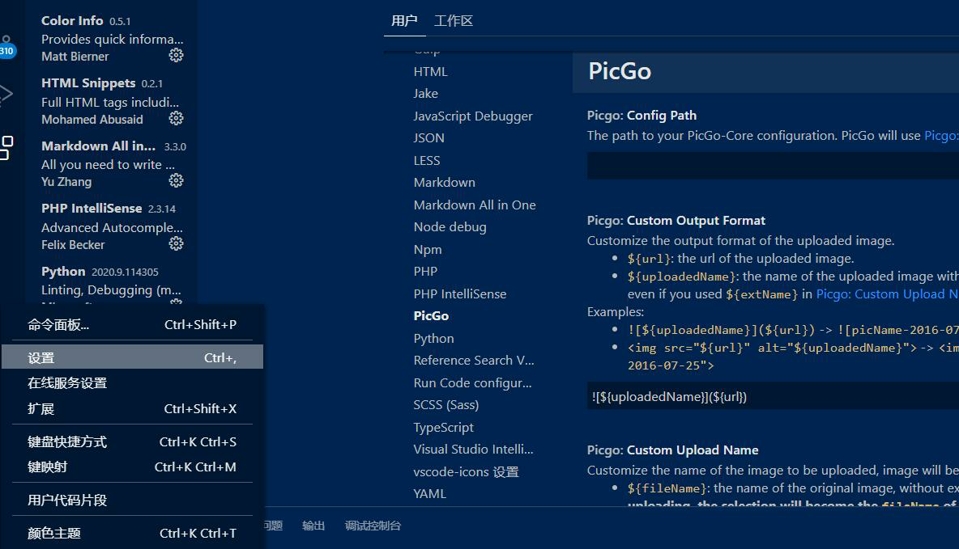 Color Info 0.5.1
Provides quick informa...
Matt Bierner
310
HTML Snippets 0.2.1
Full HTML tags includi...
Mohamed Abusaid
Markdown All in... 3.3.0
All you need to write ...
Yu Zhang
PHP IntelliSense 2.3.14
Advanced Autocomple...
Felix Becker
Python 2020.9.114305
Linting, Debugging (m...
命令面板... Ctrl+Shift+P
设置 Ctrl+,
在线服务设置
扩展 Ctrl+Shift+X
键盘快捷方式 Ctrl+K Ctrl+S
键映射 Ctrl+K Ctrl+M
用户代码片段
颜色主题 Ctrl+K Ctrl+T
用户 工作区
HTML
Jake
JavaScript Debugger
JSON
LESS
Markdown
Markdown All in One
Node debug
Npm
PHP
PHP IntelliSense
PicGo
Python
Reference Search V...
Run Code configur...
SCSS (Sass)
TypeScript
Visual Studio Intelli...
vscode-icons 设置
YAML
PicGo
Picgo: Config Path
The path to your PicGo-Core configuration. PicGo will use Picgo:
Picgo: Custom Output Format
Customize the output format of the uploaded image.
• ${url}: the url of the uploaded image.
• ${uploadedName}: the name of the uploaded image with
even if you used ${extName} in Picgo: Custom Upload N
Examples:
• ![${uploadedName}](${url}) -> ![picName-2016-07
• <img src="${url}" alt="${uploadedName}"> -> <im
2016-07-25">
![${uploadedName}](${url})
Picgo: Custom Upload Name
Customize the name of the image to be uploaded, image will be
• ${fileName}: the name of the original image, without ex
uploading, the selection will become the fileName of
问题 输出 调试控制台